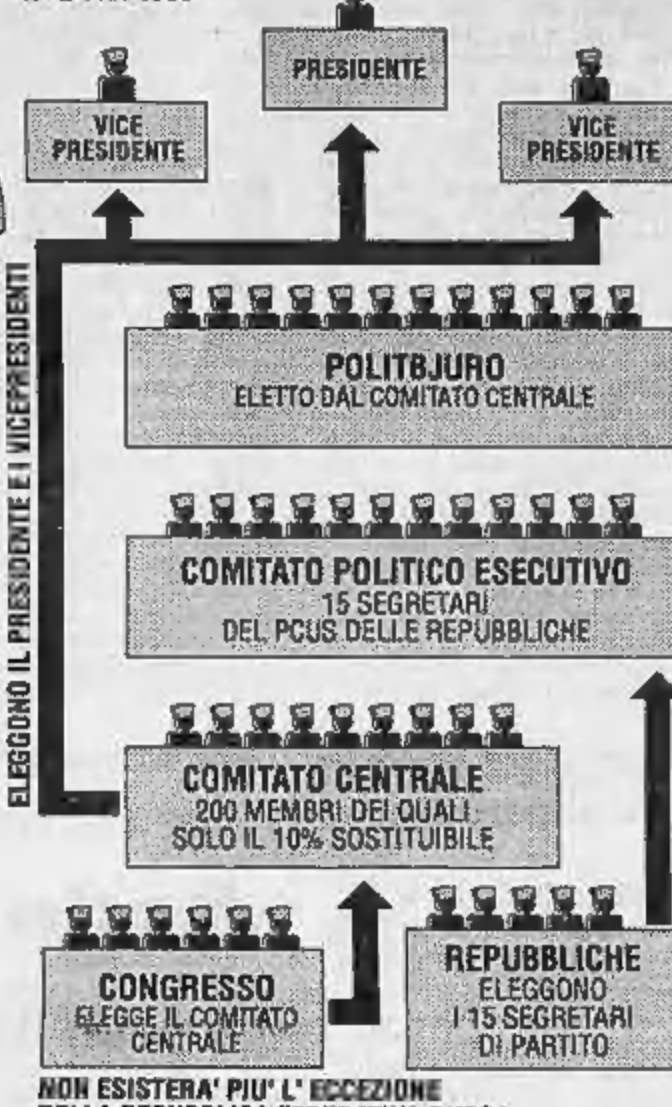 PRESIDENTE
VICE
PRESIDENTE
VICE
PRESIDENTE
ELEGGONO IL PRESIDENTE E I VICEPRESIDENTI
POLITBJURO
ELETTO DAL COMITATO CENTRALE
COMITATO POLITICO ESECUTIVO
15 SEGRETARI
DEL PCUS DELLE REPUBBLICHE
COMITATO CENTRALE
200 MEMBRI DEI QUALI
SOLO IL 10% SOSTITUIBILE
CONGRESSO
ELEGGE IL COMITATO
CENTRALE
REPUBBLICHE
ELEGGONO
I 15 SEGRETARI
DI PARTITO
NON ESISTERA' PIU' L' ECCEZIONE